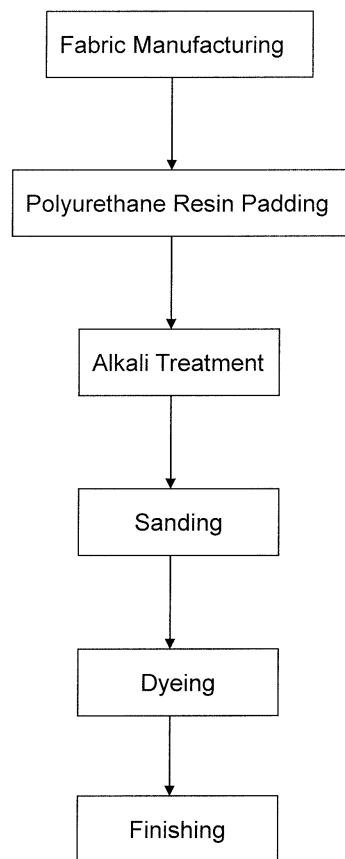 Fabric Manufacturing
Polyurethane Resin Padding
Alkali Treatment
Sanding
Dyeing
Finishing